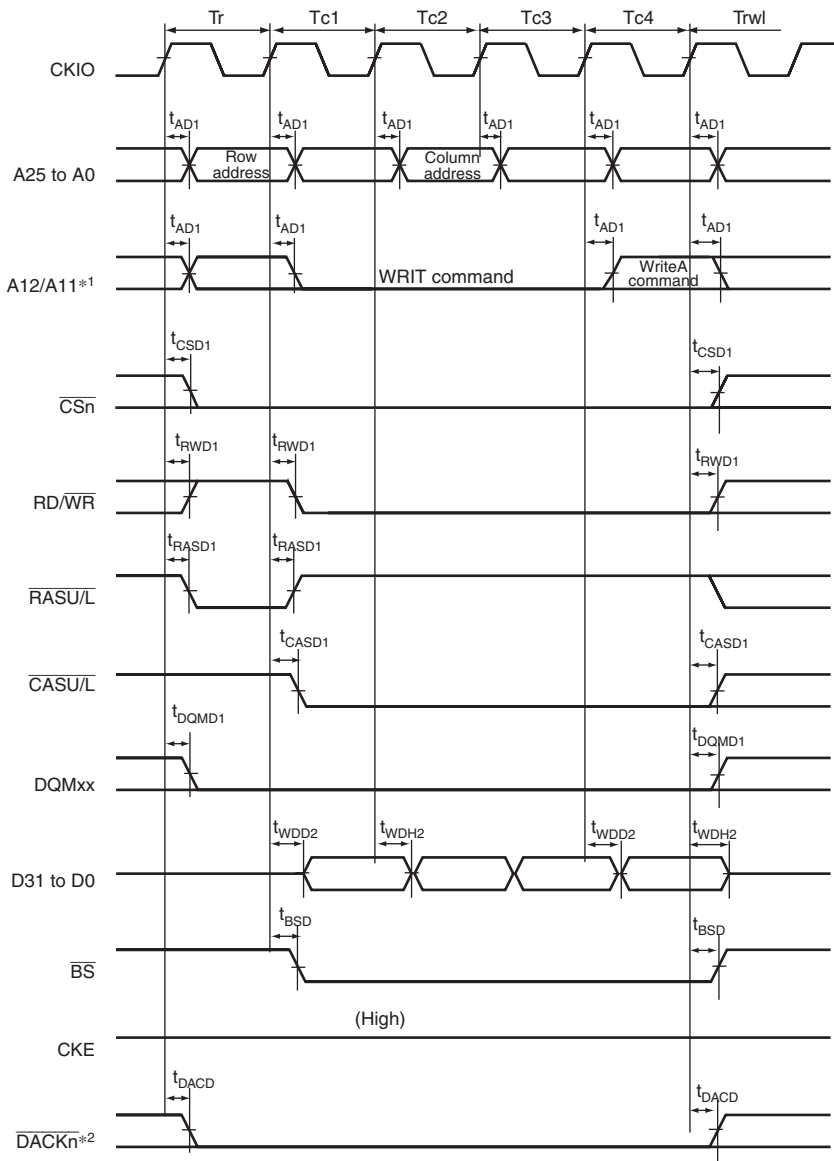 Tr Tc1 Tc2 Tc3 Tc4 Trwl
CKIO
tAD1 tAD1 tAD1 tAD1 tAD1 tAD1
A25 to A0 Row address Column address
tAD1 tAD1 tAD1 tAD1
A12/A11*1 WRIT command WriteA command
tCSD1 tCSD1
CSn
tRWD1 tRWD1 tRWD1
RD/WR
tRASD1 tRASD1
RASU/L
tCASD1 tCASD1
CASU/L
tDQMD1 tDQMD1
DQMxx
tWDD2 tWDH2 tWDD2 tWDH2
D31 to D0
tBSD tBSD
BS
(High)
CKE
tDACD tDACD
DACKn*2